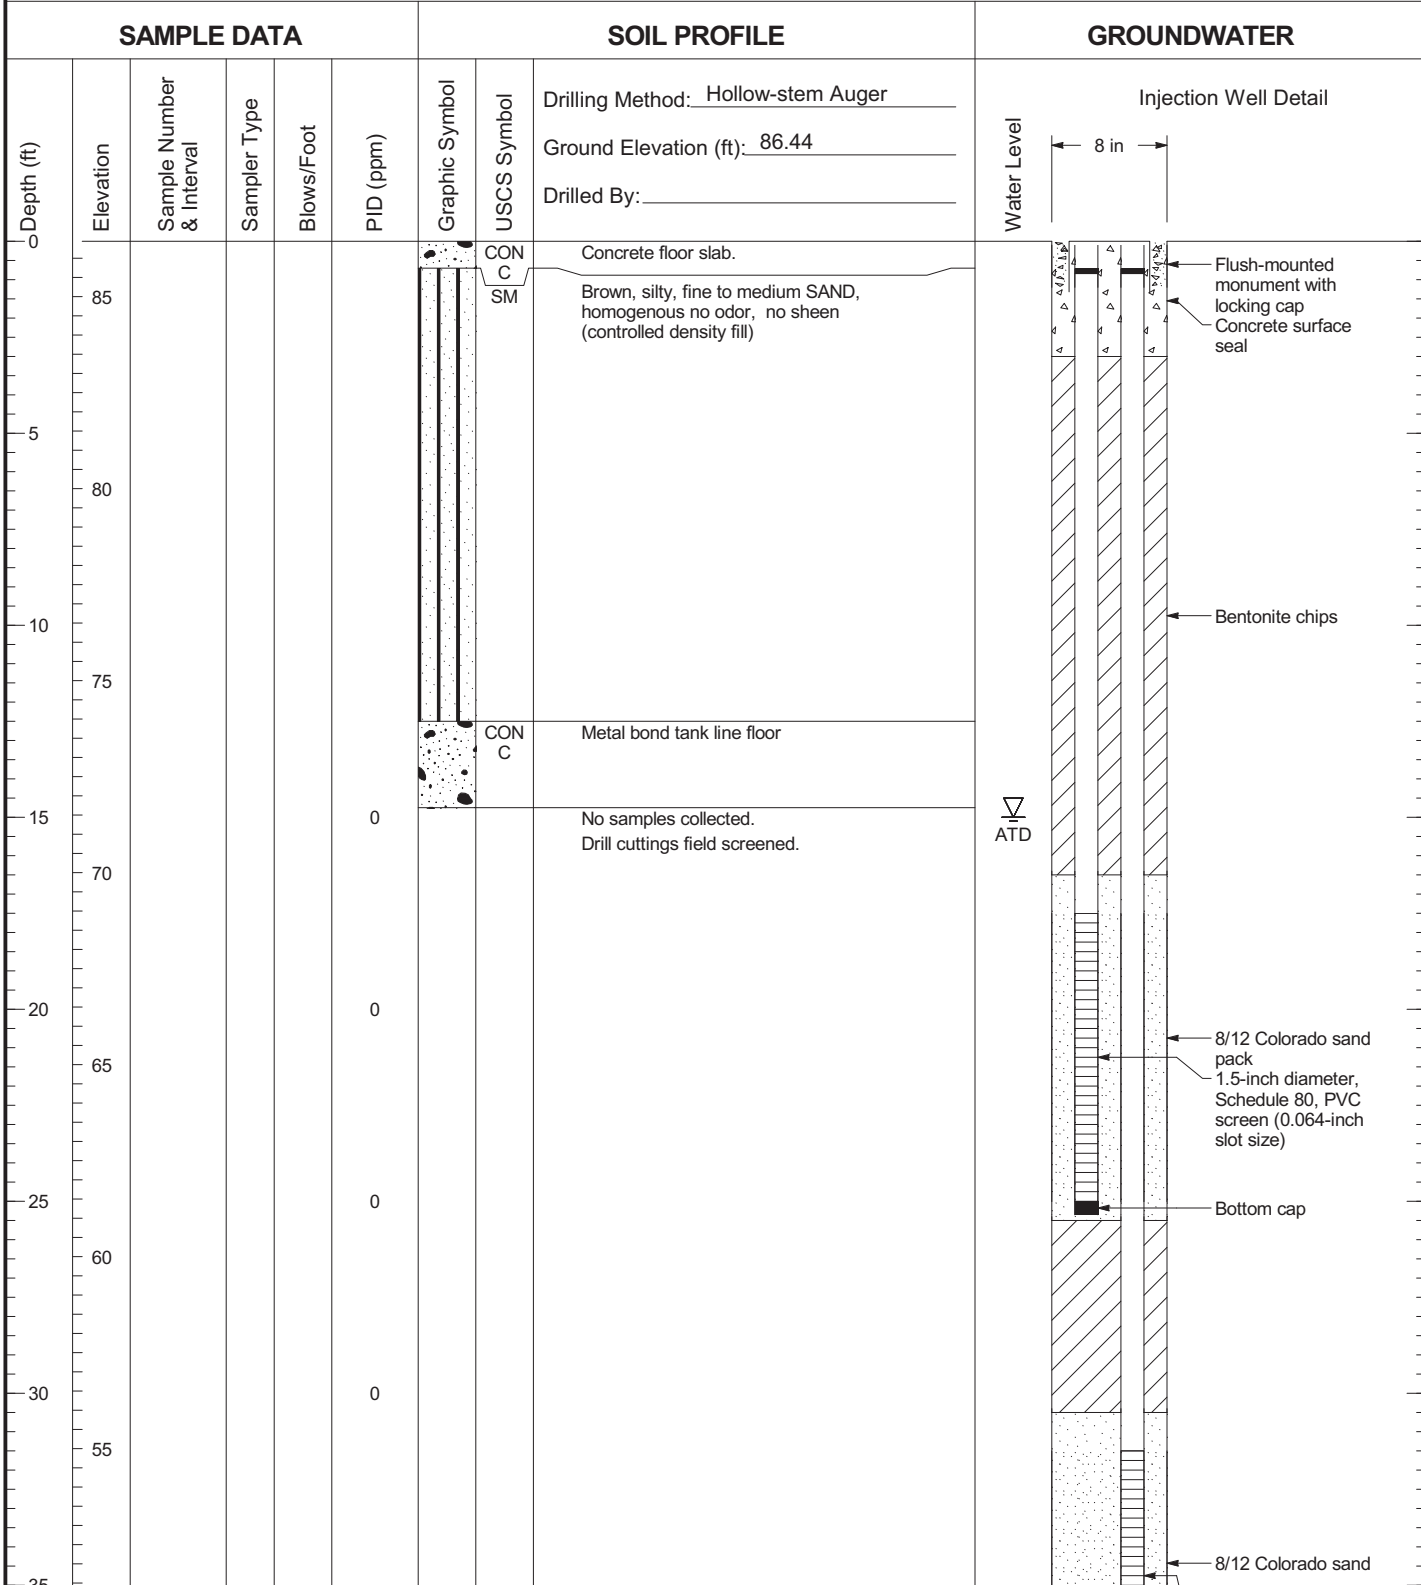 SAMPLE DATA
SOIL PROFILE
GROUNDWATER
Depth (ft)
Elevation
Sample Number
& Interval
Sampler Type
Blows/Foot
PID (ppm)
Graphic Symbol
USCS Symbol
Drilling Method: Hollow-stem Auger
Ground Elevation (ft): 86.44
Drilled By:
Water Level
Injection Well Detail
8 in
0
CON
C
Concrete floor slab.
SM
Brown, silty, fine to medium SAND,
homogenous no odor, no sheen
(controlled density fill)
85
Flush-mounted
monument with
locking cap
Concrete surface
seal
5
80
10
Bentonite chips
75
CON
C
Metal bond tank line floor
15
0
No samples collected.
Drill cuttings field screened.
ATD
70
20
0
65
8/12 Colorado sand
pack
1.5-inch diameter,
Schedule 80, PVC
screen (0.064-inch
slot size)
25
0
Bottom cap
60
30
0
55
8/12 Colorado sand
35